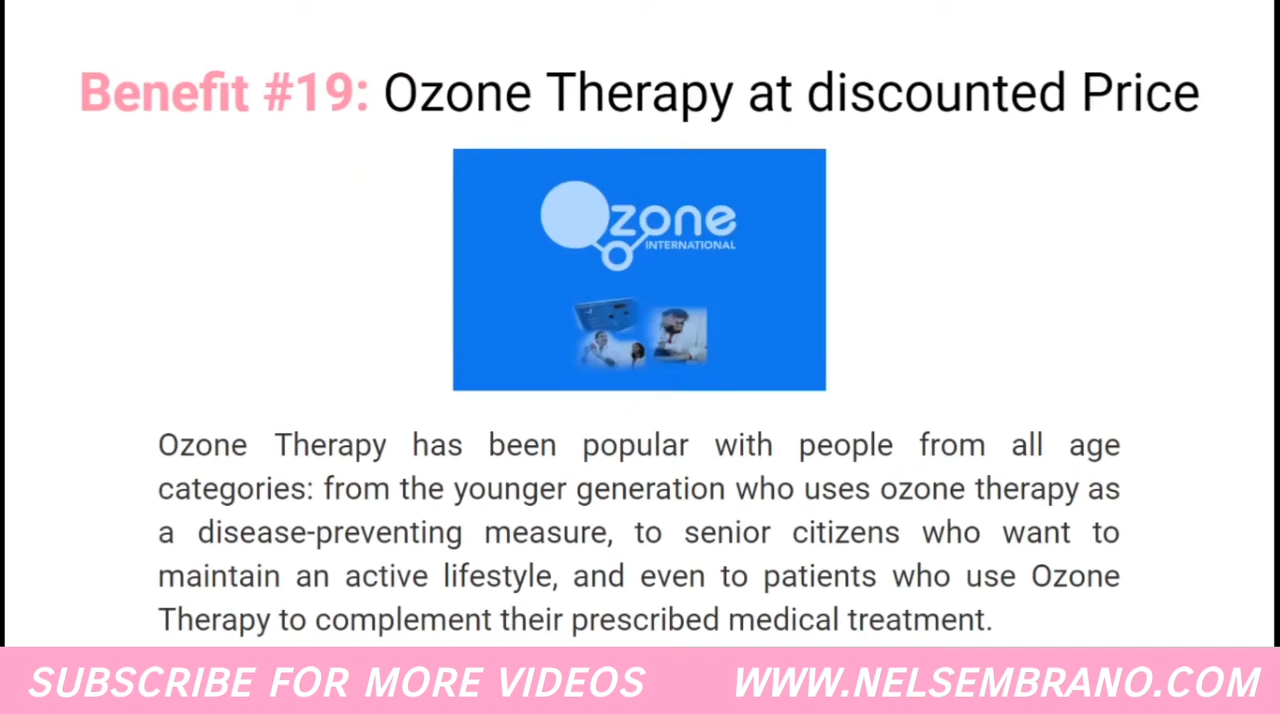 Benefit #19: Ozone Therapy at discounted Price
Ozone
INTERNATIONAL
Ozone Therapy has been popular with people from all age
categories: from the younger generation who uses ozone therapy as
a disease-preventing measure, to senior citizens who want to
maintain an active lifestyle, and even to patients who use Ozone
Therapy to complement their prescribed medical treatment.
SUBSCRIBE FOR MORE VIDEOS WWW.NELSEMBRANO.COM